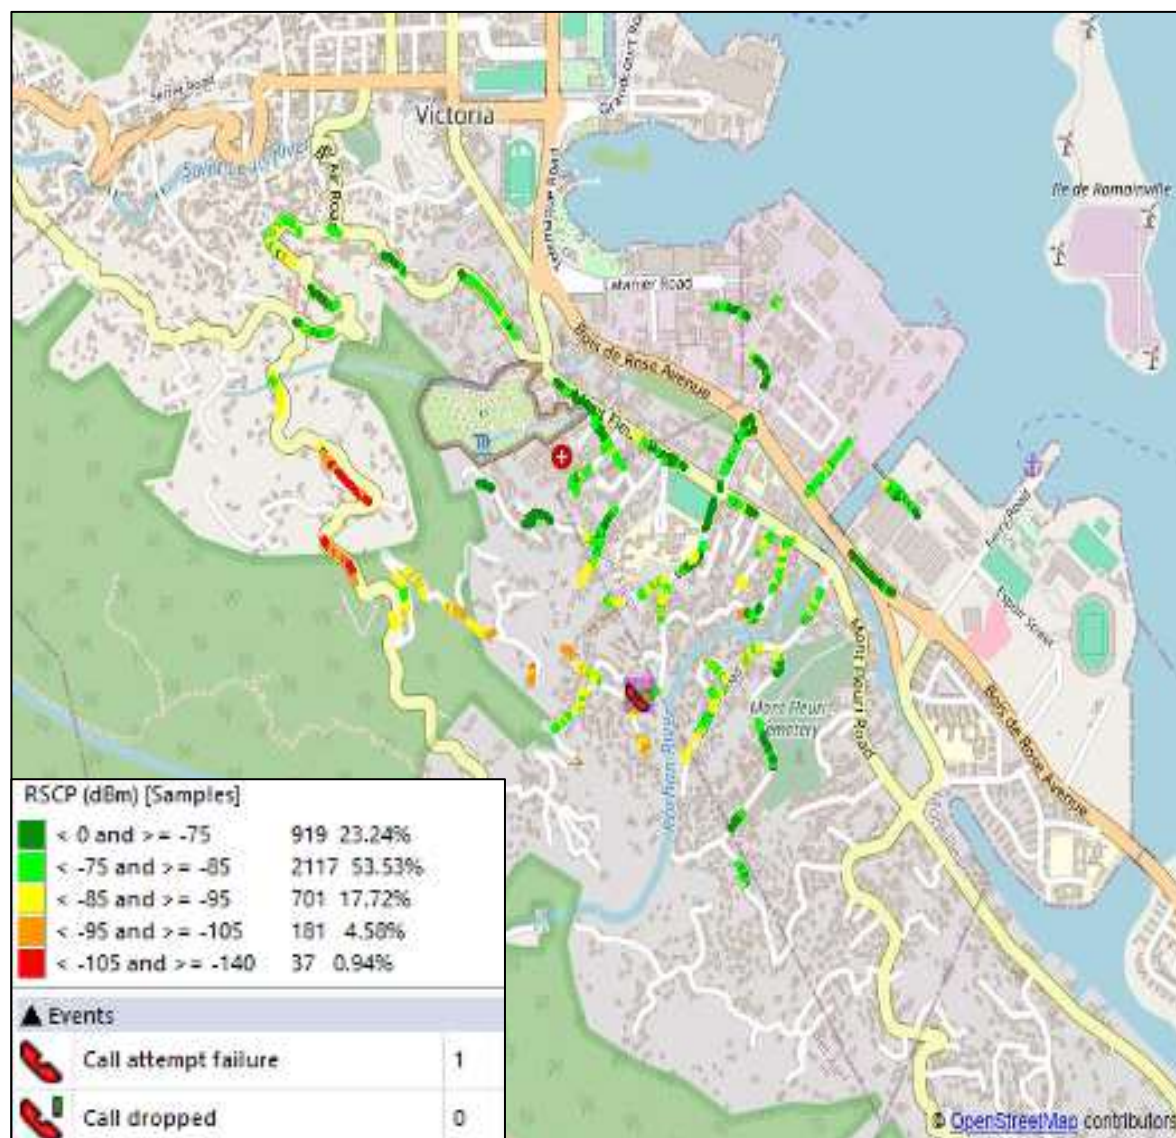 Serret Road
Victoria
Ile de Romainville
Latanier Road
Bois de Rose Avenue
Mont Fleuri
Cemetery
Mont Fleuri Road
Bois de Rose Avenue
RSCP (dBm) [Samples]
< 0 and >= -75 919 23.24%
< -75 and >= -85 2117 53.53%
< -85 and >= -95 701 17.72%
< -95 and >= -105 181 4.58%
< -105 and >= -140 37 0.94%
▲ Events
Call attempt failure 1
Call dropped 0
© OpenStreetMap contributors